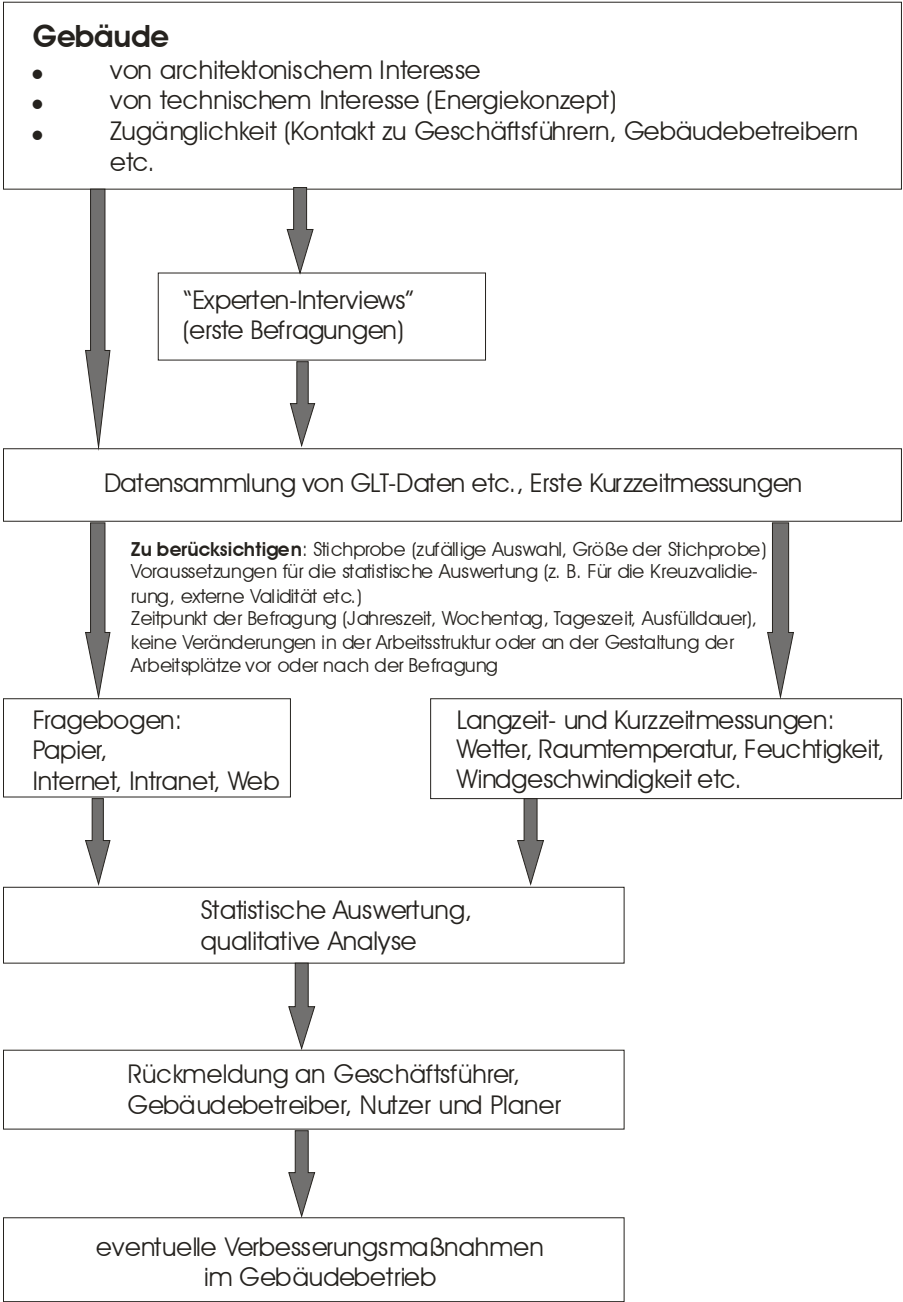 Gebäude
● von architektonischem Interesse
● von technischem Interesse (Energiekonzept)
● Zugänglichkeit (Kontakt zu Geschäftsführern, Gebäudebetreibern
etc.
“Experten-Interviews”
(erste Befragungen)
Datensammlung von GLT-Daten etc., Erste Kurzzeitmessungen
Zu berücksichtigen: Stichprobe (zufällige Auswahl, Größe der Stichprobe)
Voraussetzungen für die statistische Auswertung (z. B. Für die Kreuzvalidie-
rung, externe Validität etc.)
Zeitpunkt der Befragung (Jahreszeit, Wochentag, Tageszeit, Ausfülldauer),
keine Veränderungen in der Arbeitsstruktur oder an der Gestaltung der
Arbeitsplätze vor oder nach der Befragung
Fragebogen:
Papier,
Internet, Intranet, Web
Langzeit- und Kurzzeitmessungen:
Wetter, Raumtemperatur, Feuchtigkeit,
Windgeschwindigkeit etc.
Statistische Auswertung,
qualitative Analyse
Rückmeldung an Geschäftsführer,
Gebäudebetreiber, Nutzer und Planer
eventuelle Verbesserungsmaßnahmen
im Gebäudebetrieb